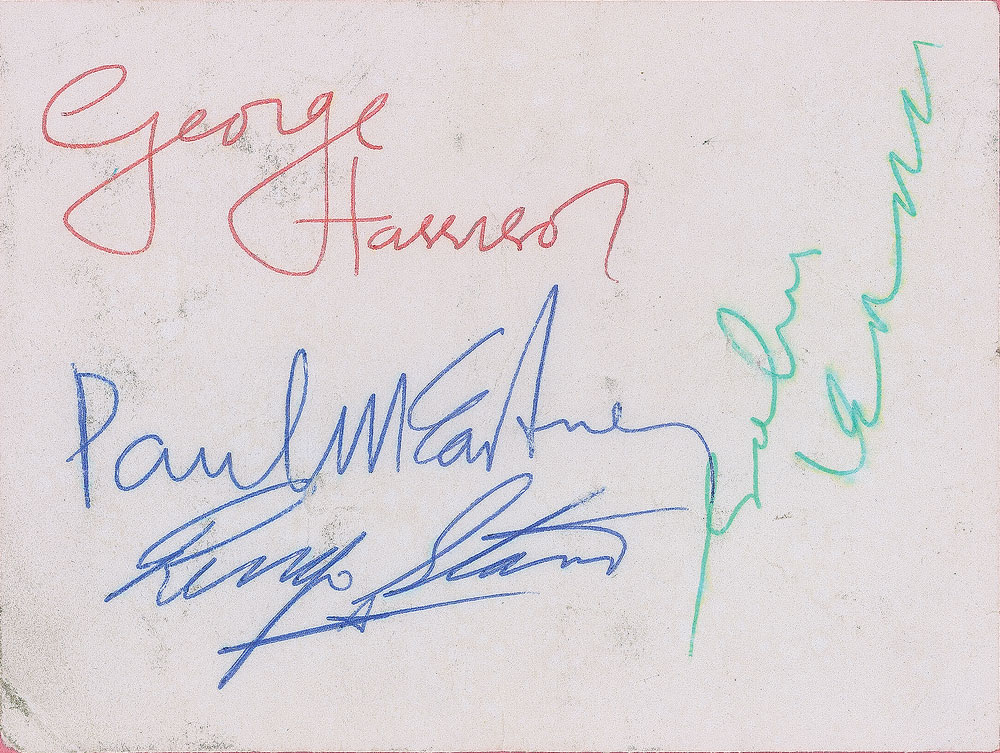 George
Harrison
Paul McCartney
Ringo Starr
John
Lennon